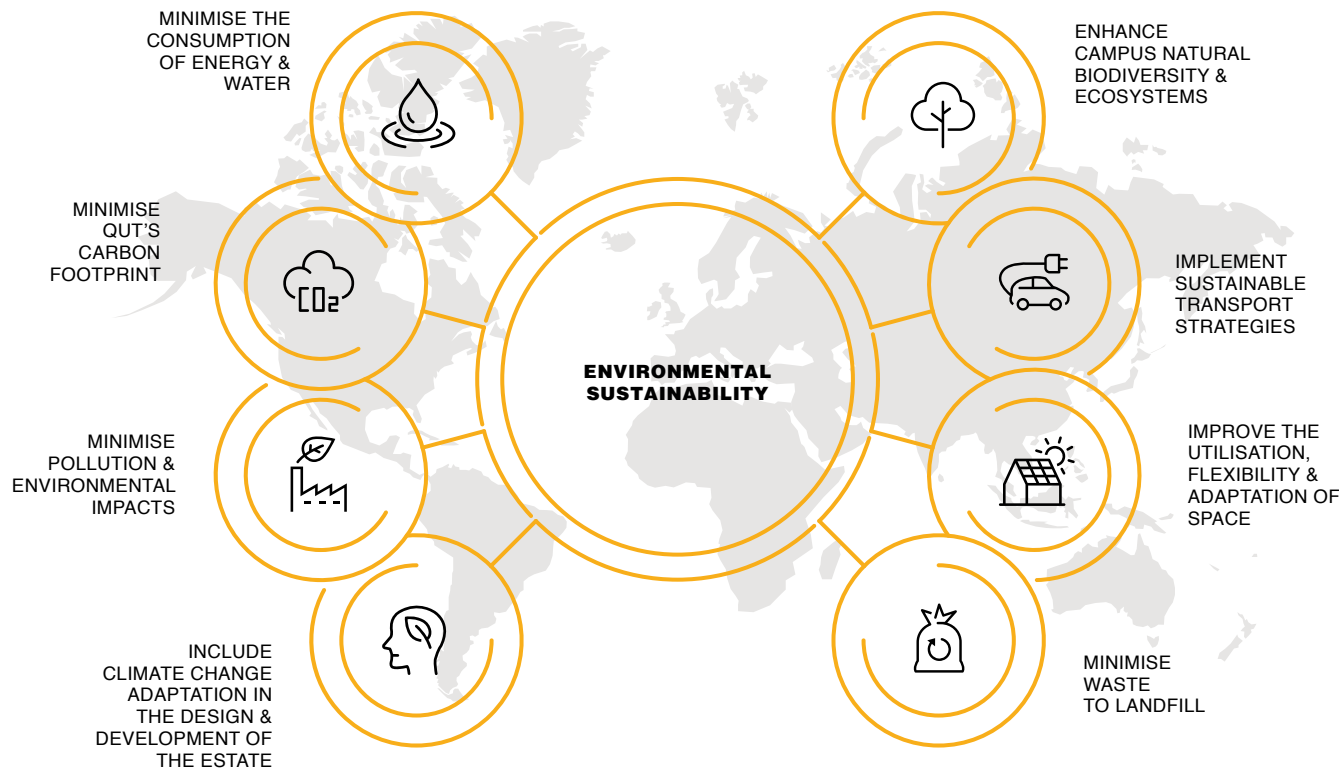 MINIMISE THE
CONSUMPTION
OF ENERGY &
WATER
ENHANCE
CAMPUS NATURAL
BIODIVERSITY &
ECOSYSTEMS
MINIMISE
QUT'S
CARBON
FOOTPRINT
CO2
IMPLEMENT
SUSTAINABLE
TRANSPORT
STRATEGIES
ENVIRONMENTAL
SUSTAINABILITY
MINIMISE
POLLUTION &
ENVIRONMENTAL
IMPACTS
IMPROVE THE
UTILISATION,
FLEXIBILITY &
ADAPTATION OF
SPACE
INCLUDE
CLIMATE CHANGE
ADAPTATION IN
THE DESIGN &
DEVELOPMENT OF
THE ESTATE
MINIMISE
WASTE
TO LANDFILL